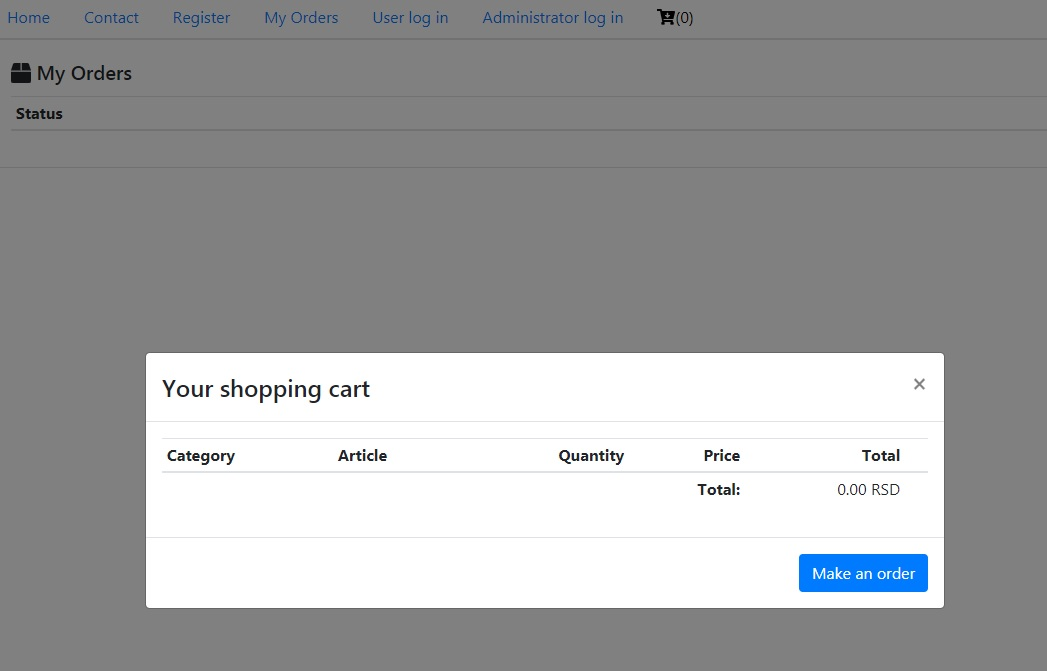 Home Contact Register My Orders User log in Administrator log in (0)
My Orders
Status
Your shopping cart ×
Category Article Quantity Price Total
Total: 0.00 RSD
Make an order